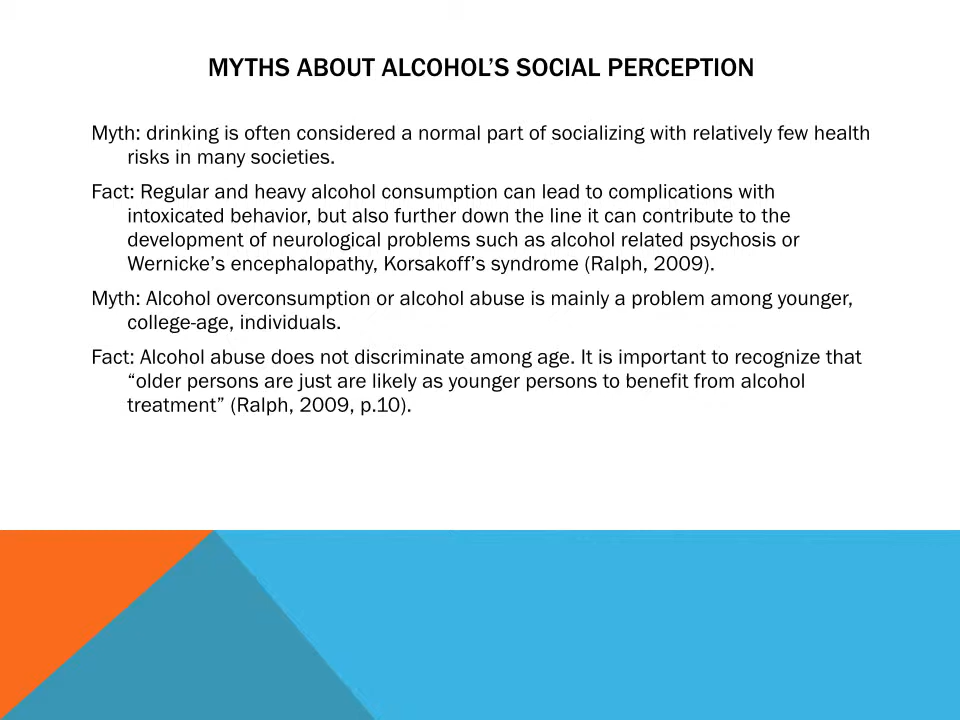 MYTHS ABOUT ALCOHOL’S SOCIAL PERCEPTION
Myth: drinking is often considered a normal part of socializing with relatively few health
risks in many societies.
Fact: Regular and heavy alcohol consumption can lead to complications with
intoxicated behavior, but also further down the line it can contribute to the
development of neurological problems such as alcohol related psychosis or
Wernicke’s encephalopathy, Korsakoff’s syndrome (Ralph, 2009).
Myth: Alcohol overconsumption or alcohol abuse is mainly a problem among younger,
college-age, individuals.
Fact: Alcohol abuse does not discriminate among age. It is important to recognize that
“older persons are just are likely as younger persons to benefit from alcohol
treatment” (Ralph, 2009, p.10).